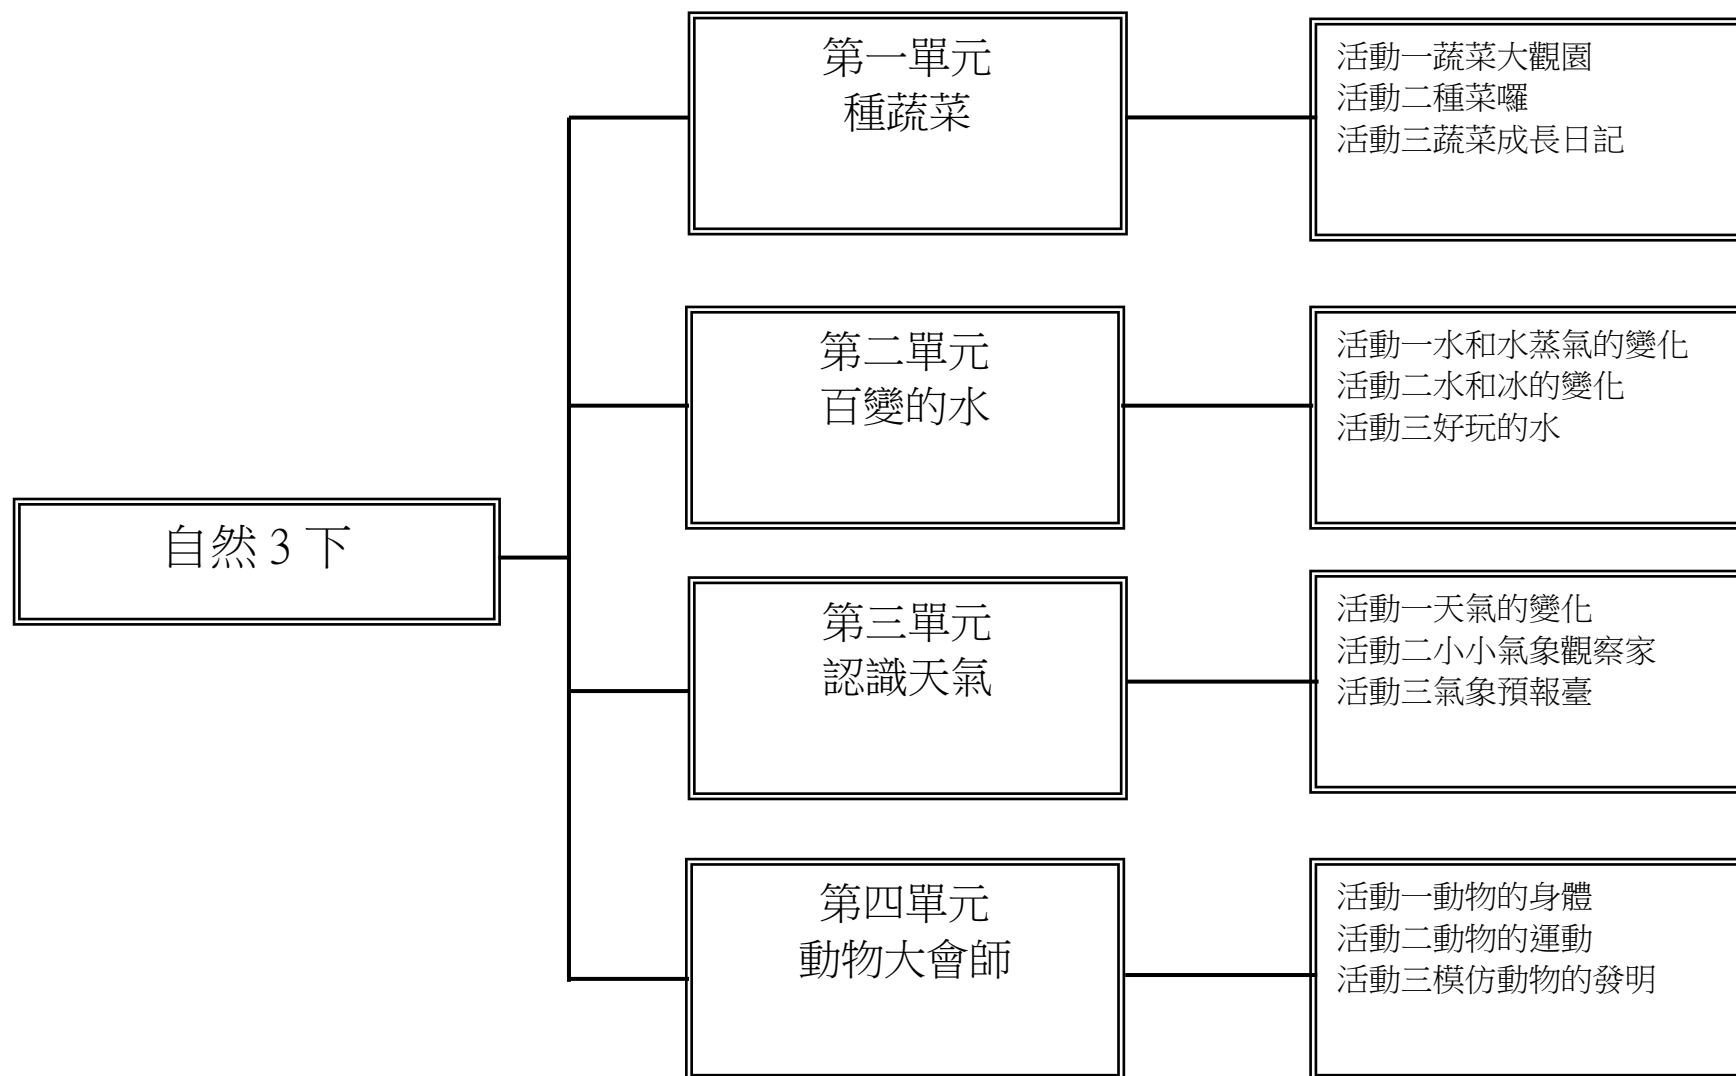 自然3下
第一單元
種蔬菜
活動一蔬菜大觀園
活動二種菜囉
活動三蔬菜成長日記
第二單元
百變的水
活動一水和水蒸氣的變化
活動二水和冰的變化
活動三好玩的水
第三單元
認識天氣
活動一天氣的變化
活動二小小氣象觀察家
活動三氣象預報臺
第四單元
動物大會師
活動一動物的身體
活動二動物的運動
活動三模仿動物的發明